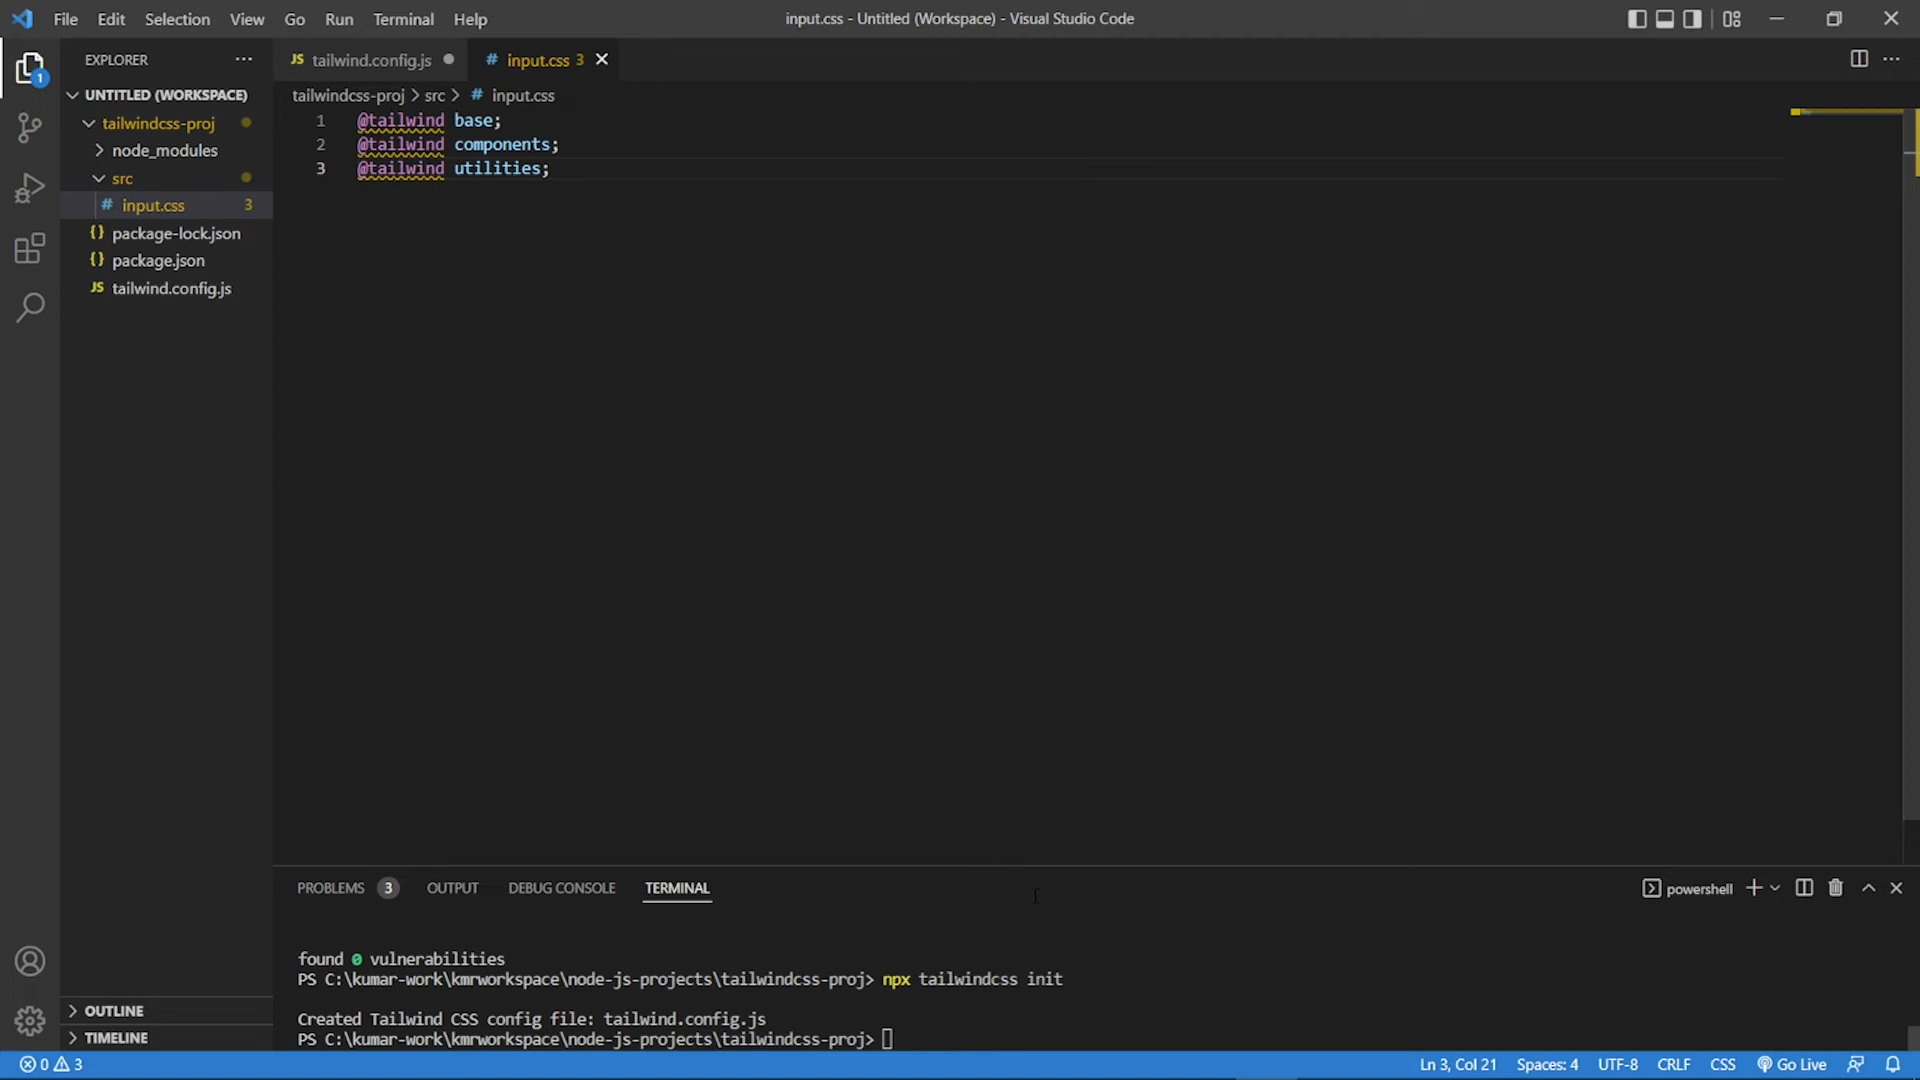 File Edit Selection View Go Run Terminal Help
input.css - Untitled (Workspace) - Visual Studio Code
EXPLORER
JS tailwind.config.js
# input.css 3
1
UNTITLED (WORKSPACE)
tailwindcss-proj
node_modules
src
# input.css 3
{} package-lock.json
{} package.json
JS tailwind.config.js
OUTLINE
TIMELINE
tailwindcss-proj > src > # input.css
1 @tailwind base;
2 @tailwind components;
3 @tailwind utilities;
PROBLEMS 3 OUTPUT DEBUG CONSOLE TERMINAL
powershell
found 0 vulnerabilities
PS C:\kumar-work\kmrworkspace\node-js-projects\tailwindcss-proj> npx tailwindcss init
Created Tailwind CSS config file: tailwind.config.js
PS C:\kumar-work\kmrworkspace\node-js-projects\tailwindcss-proj>
0 3
Ln 3, Col 21 Spaces: 4 UTF-8 CRLF CSS Go Live